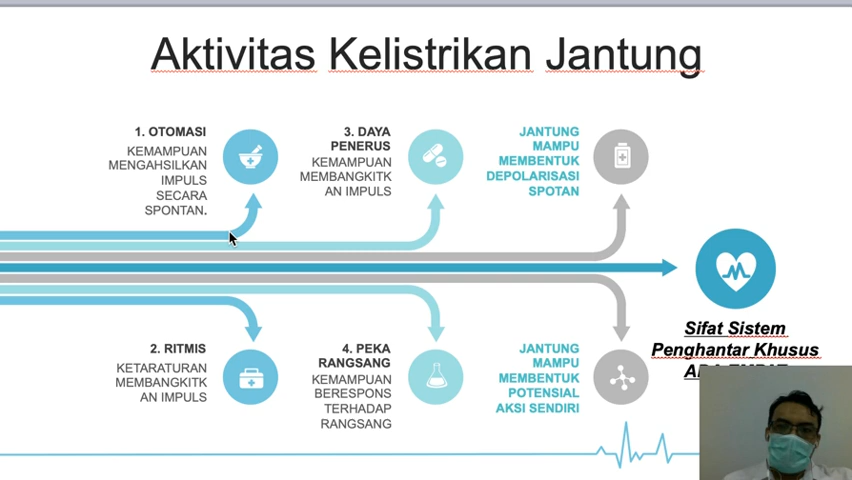 Aktivitas Kelistrikan Jantung
1. OTOMASI
KEMAMPUAN
MENGAHSILKAN
IMPULS
SECARA
SPONTAN.
3. DAYA
PENERUS
KEMAMPUAN
MEMBANGKITK
AN IMPULS
JANTUNG
MAMPU
MEMBENTUK
DEPOLARISASI
SPOTAN
2. RITMIS
KETARATURAN
MEMBANGKITK
AN IMPULS
4. PEKA
RANGSANG
KEMAMPUAN
BERESPONS
TERHADAP
RANGSANG
JANTUNG
MAMPU
MEMBENTUK
POTENSIAL
AKSI SENDIRI
Sifat Sistem
Penghantar Khusus